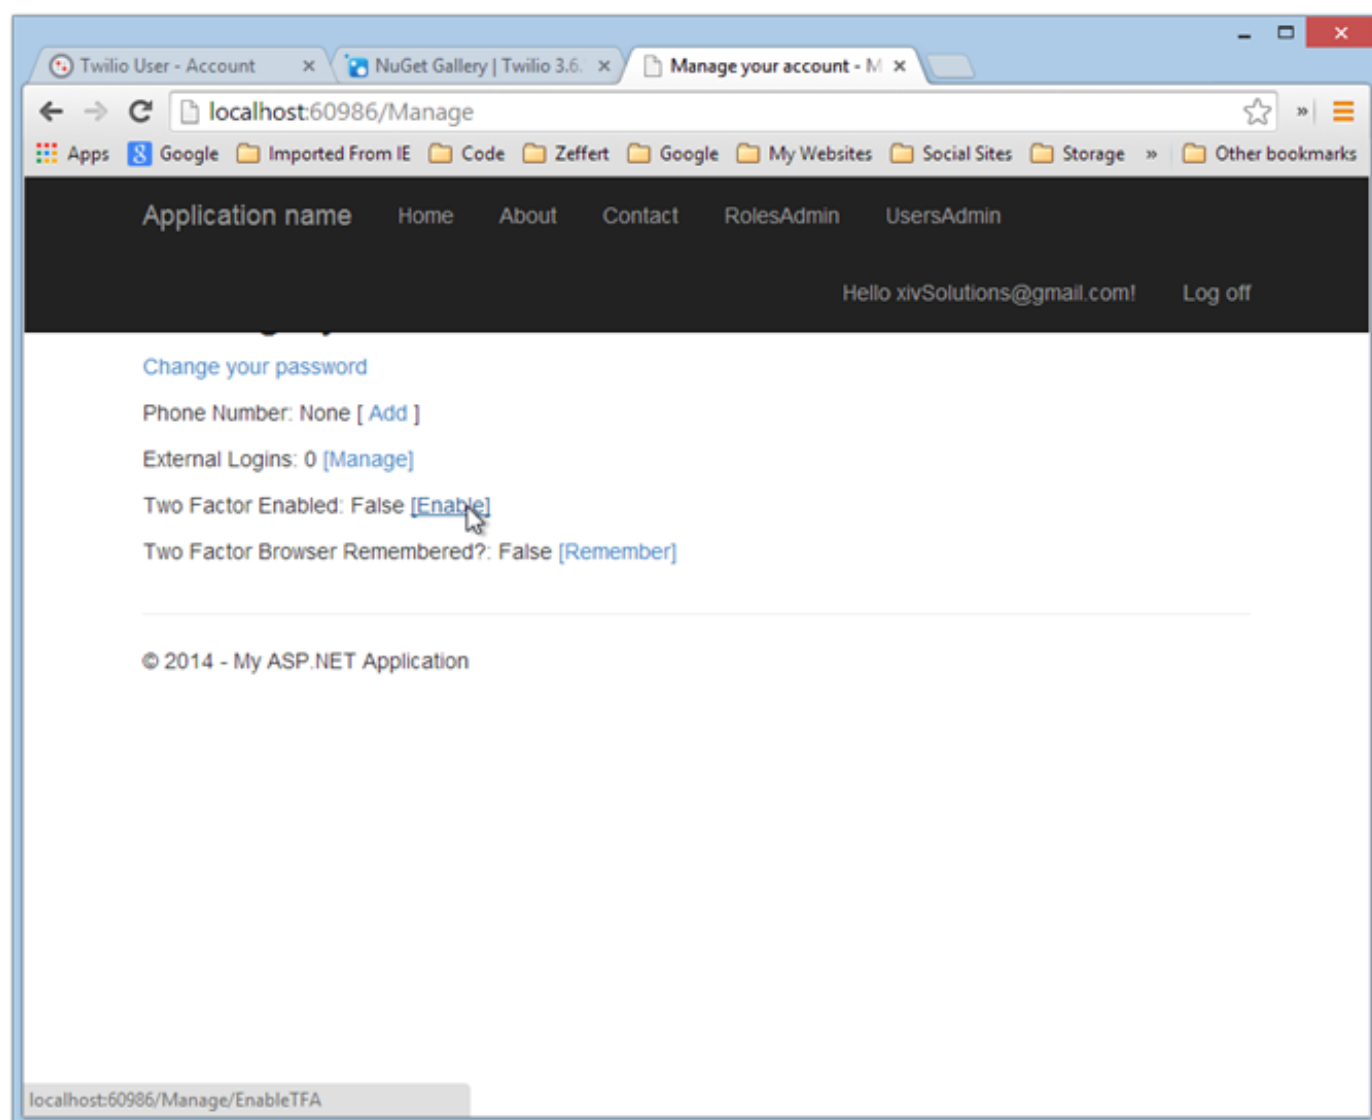 Twilio User - Account
NuGet Gallery | Twilio 3.6.
Manage your account - M
localhost:60986/Manage
Apps Google Imported From IE Code Zeffert Google My Websites Social Sites Storage » Other bookmarks
Application name Home About Contact RolesAdmin UsersAdmin
Hello xivSolutions@gmail.com! Log off
Change your password
Phone Number: None [ Add ]
External Logins: 0 [Manage]
Two Factor Enabled: False [Enable]
Two Factor Browser Remembered?: False [Remember]
© 2014 - My ASP.NET Application
localhost:60986/Manage/EnableTFA